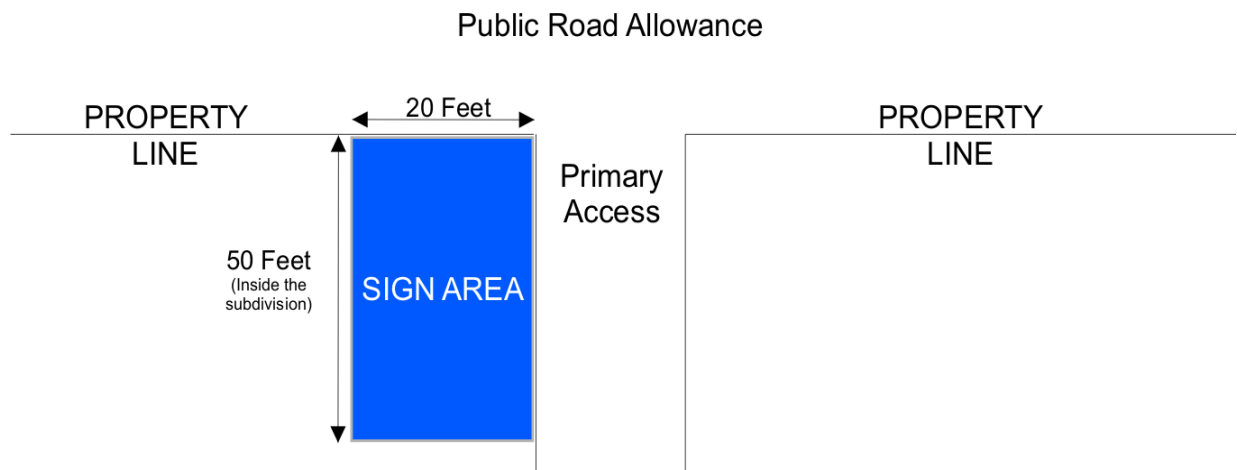 Public Road Allowance
20 Feet
PROPERTY
LINE
PROPERTY
LINE
Primary
Access
50 Feet
(Inside the
subdivision)
SIGN AREA